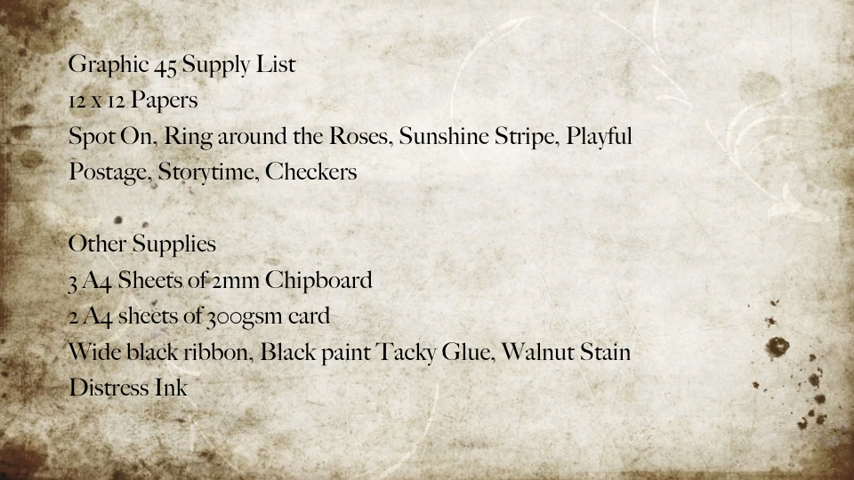 Graphic 45 Supply List
12 x 12 Papers
Spot On, Ring around the Roses, Sunshine Stripe, Playful
Postage, Storytime, Checkers
Other Supplies
3 A4 Sheets of 2mm Chipboard
2 A4 sheets of 300gsm card
Wide black ribbon, Black paint Tacky Glue, Walnut Stain
Distress Ink